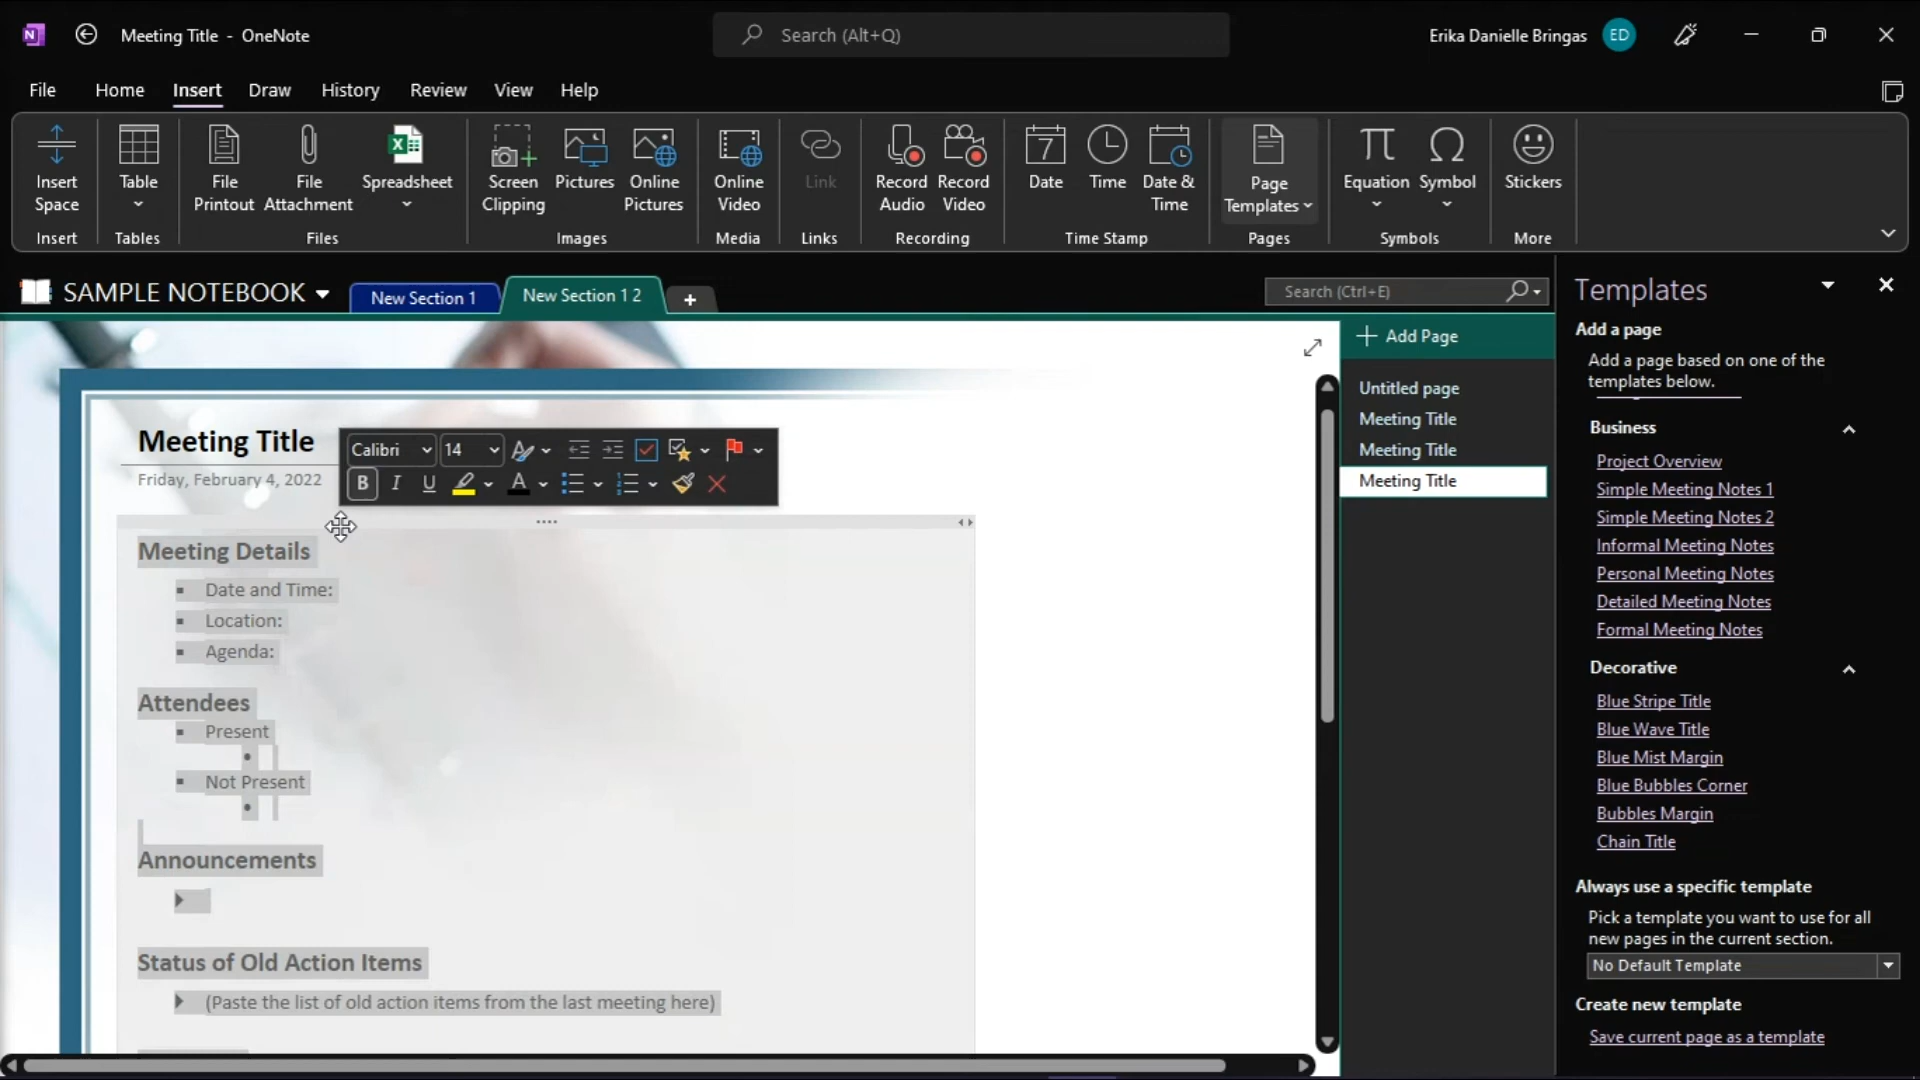 Meeting Title - OneNote
Search (Alt+Q)
Erika Danielle Bringas
ED
File
Home
Insert
Draw
History
Review
View
Help
Insert
Space
Table
File
Printout
File
Attachment
Spreadsheet
Screen
Clipping
Pictures
Online
Pictures
Online
Video
Link
Record
Audio
Record
Video
7
Date
Time
Date &
Time
Page
Templates
Equation
Symbol
Stickers
Insert
Tables
Files
Images
Media
Links
Recording
Time Stamp
Pages
Symbols
More
SAMPLE NOTEBOOK
New Section 1
New Section 1 2
Search (Ctrl+E)
Meeting Title
Friday, February 4, 2022
Calibri
14
B
I
U
A
Meeting Details
Date and Time:
Location:
Agenda:
Attendees
Present
Not Present
Announcements
Status of Old Action Items
(Paste the list of old action items from the last meeting here)
Add Page
Untitled page
Meeting Title
Meeting Title
Meeting Title
Templates
Add a page
Add a page based on one of the
templates below.
Business
Project Overview
Simple Meeting Notes 1
Simple Meeting Notes 2
Informal Meeting Notes
Personal Meeting Notes
Detailed Meeting Notes
Formal Meeting Notes
Decorative
Blue Stripe Title
Blue Wave Title
Blue Mist Margin
Blue Bubbles Corner
Bubbles Margin
Chain Title
Always use a specific template
Pick a template you want to use for all
new pages in the current section.
No Default Template
Create new template
Save current page as a template